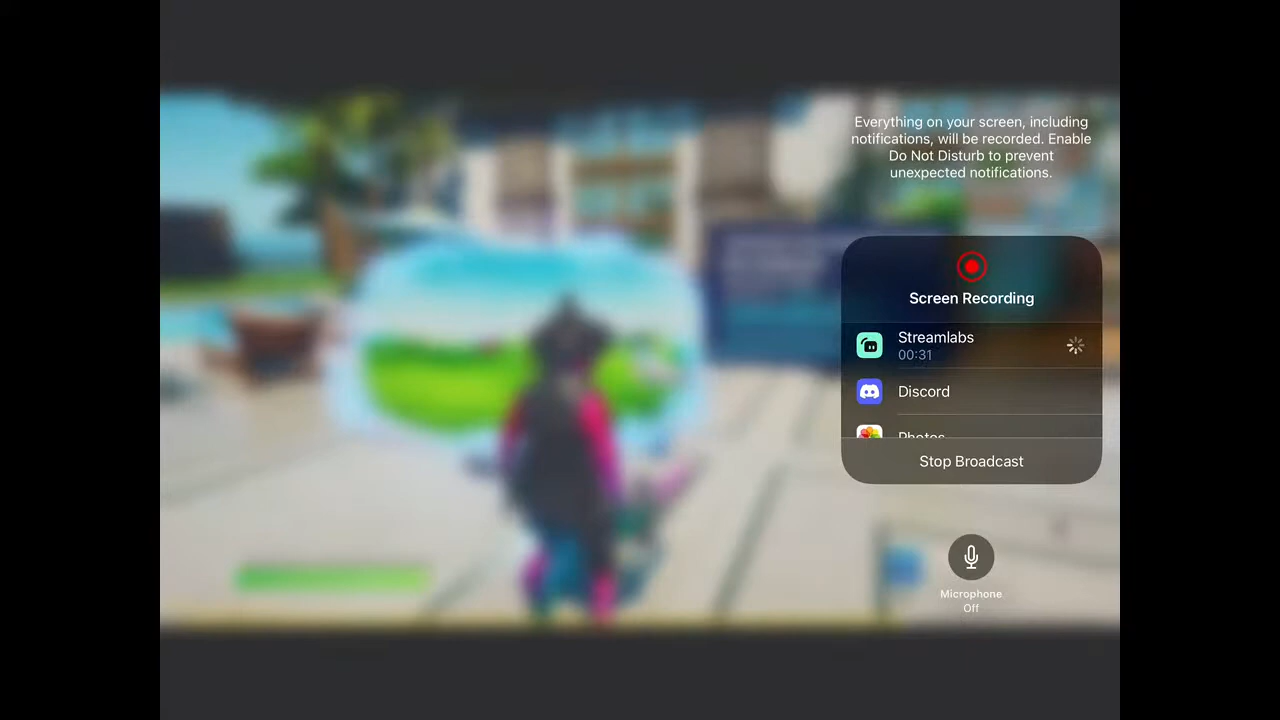 Everything on your screen, including
notifications, will be recorded. Enable
Do Not Disturb to prevent
unexpected notifications.
Screen Recording
Streamlabs
00:31
Discord
Photos
Stop Broadcast
Microphone
Off